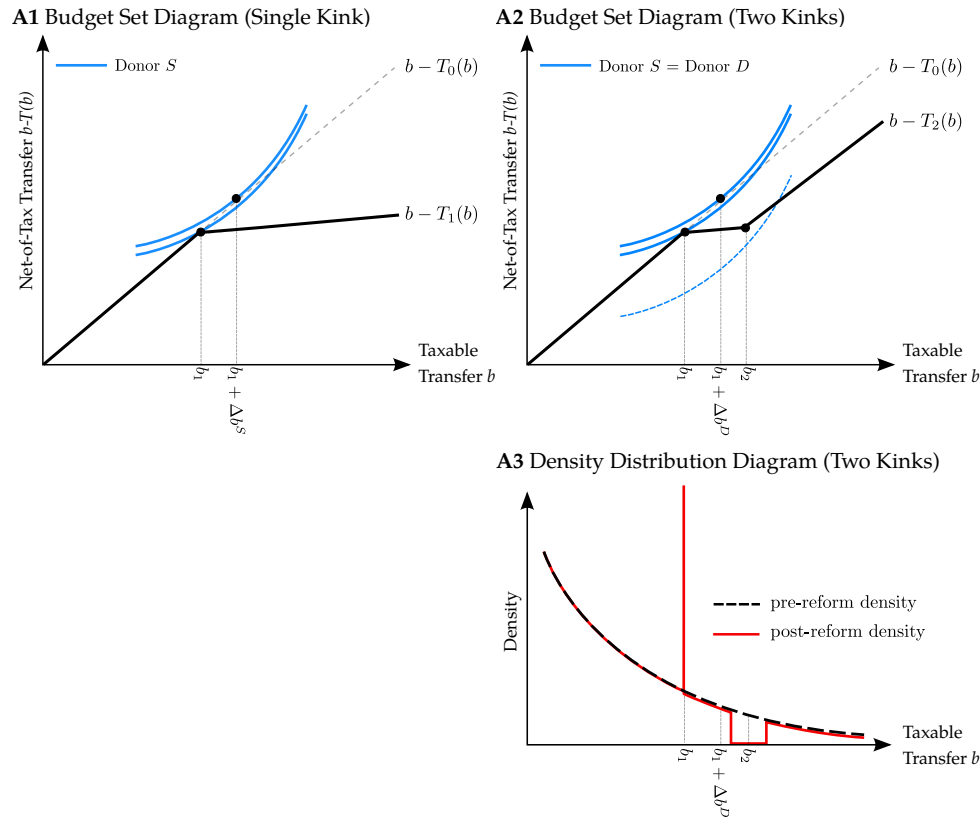 A1 Budget Set Diagram (Single Kink)
Net-of-Tax Transfer b-T(b)
Donor S
b − T₀(b)
b − T₁(b)
b₁
b₁ + Δbˢ
Taxable
Transfer b
A2 Budget Set Diagram (Two Kinks)
Net-of-Tax Transfer b-T(b)
Donor S = Donor D
b − T₀(b)
b − T₂(b)
b₁
b₁ + Δbᴰ
b₂
Taxable
Transfer b
A3 Density Distribution Diagram (Two Kinks)
Density
pre-reform density
post-reform density
b₁
b₁ + Δbᴰ
b₂
Taxable
Transfer b